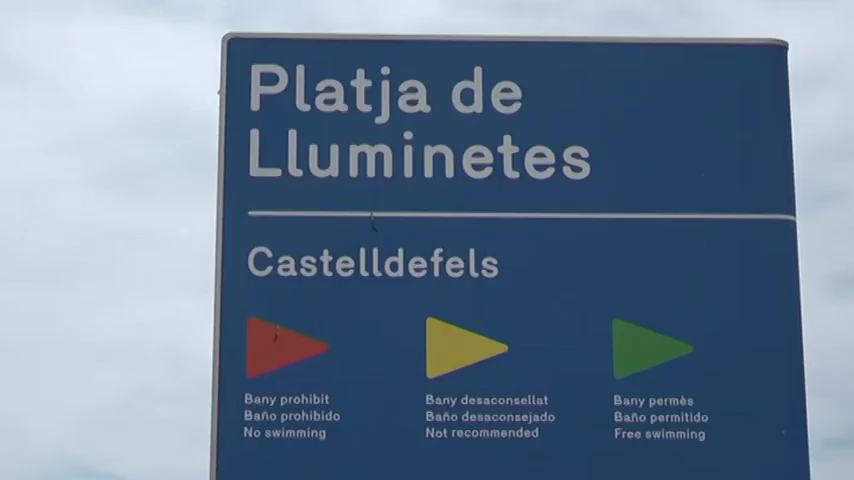 Platja de
Lluminetes
Castelldefels
Bany prohibit
Baño prohibido
No swimming
Bany desaconsellat
Baño desaconsejado
Not recommended
Bany permès
Baño permitido
Free swimming